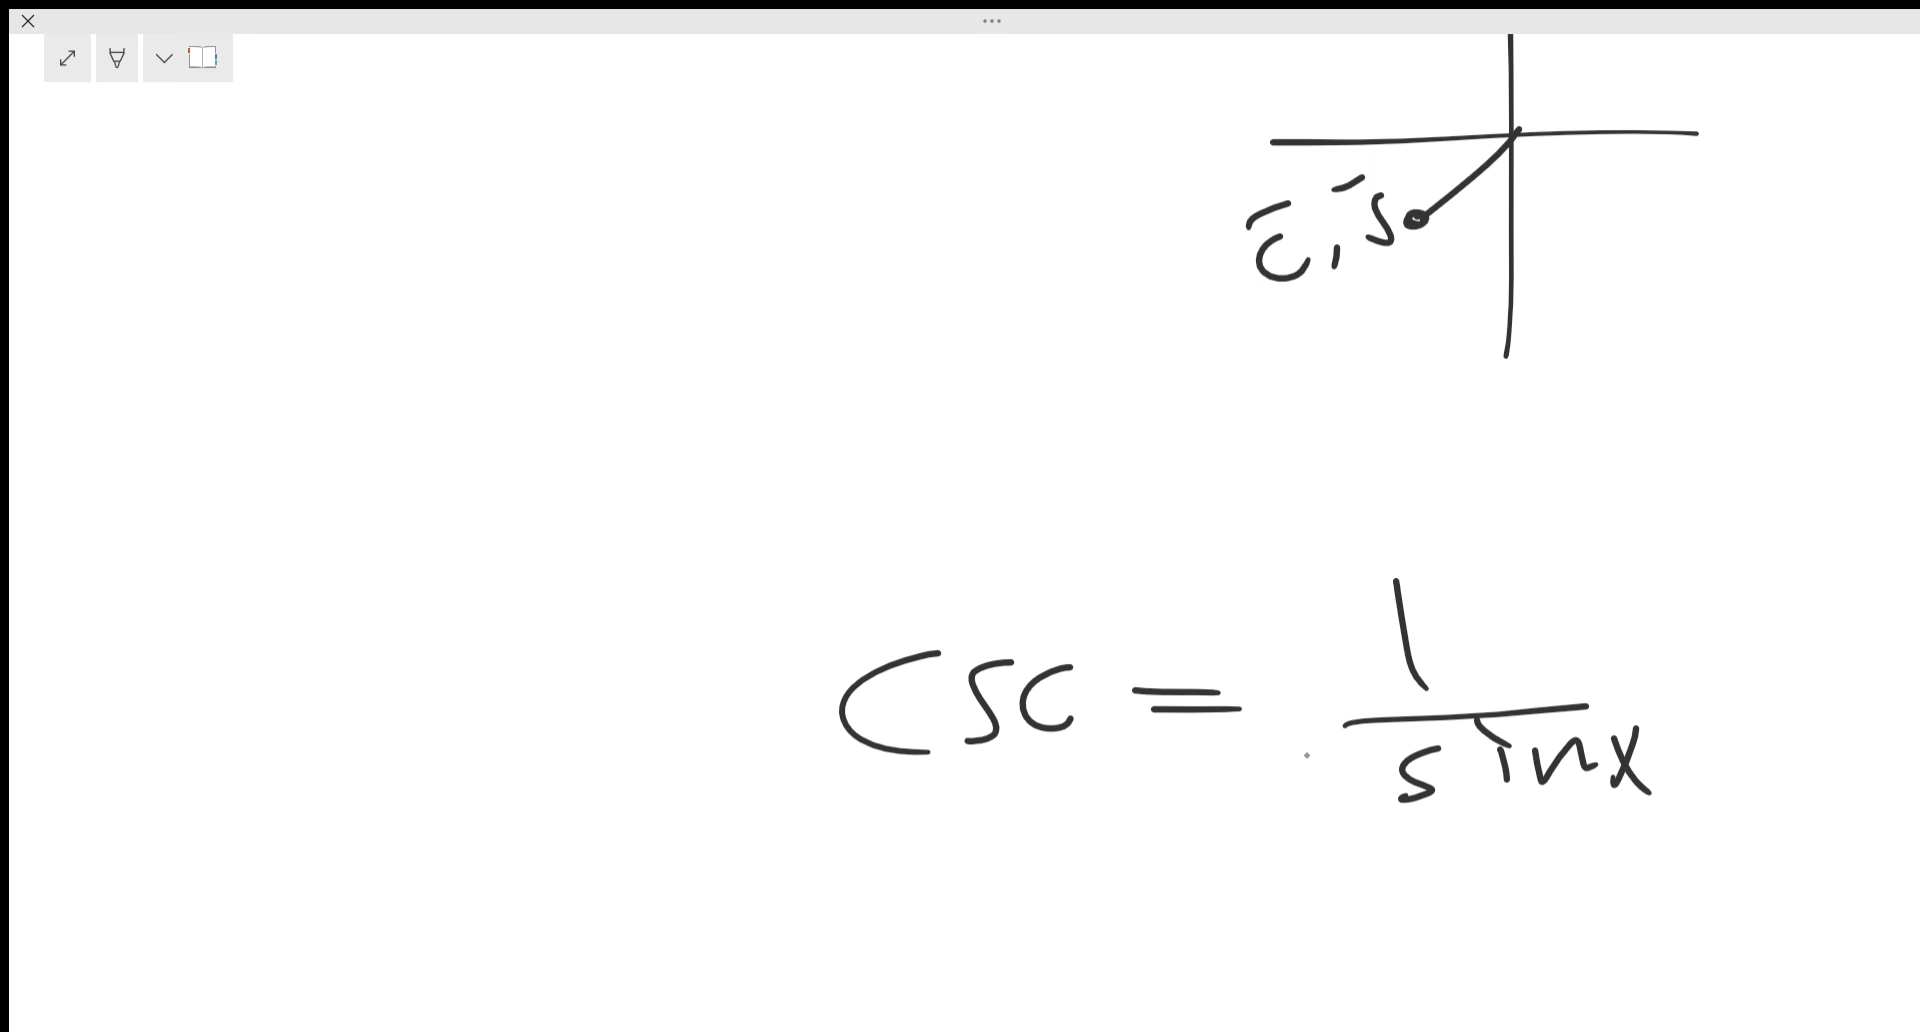 -c, -s
csc = 1/sinx